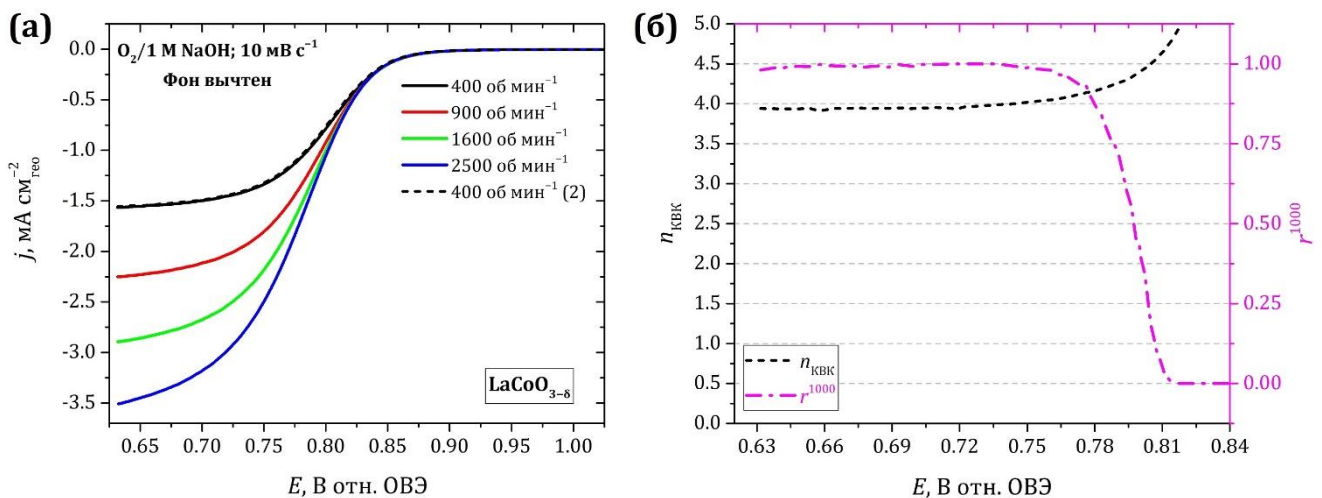 (а)
O₂/1 М NaOH; 10 мВ с⁻¹
Фон вычтен
400 об мин⁻¹
900 об мин⁻¹
1600 об мин⁻¹
2500 об мин⁻¹
400 об мин⁻¹ (2)
LaCoO₃₋δ
j, мА см⁻²гео
0.0
-0.5
-1.0
-1.5
-2.0
-2.5
-3.0
-3.5
0.65 0.70 0.75 0.80 0.85 0.90 0.95 1.00
E, В отн. ОВЭ
(б)
nКВК
5.0
4.5
4.0
3.5
3.0
2.5
2.0
1.5
1.0
0.5
0.0
nКВК
r¹⁰⁰⁰
1.00
0.75
0.50
0.25
0.00
r¹⁰⁰⁰
0.63 0.66 0.69 0.72 0.75 0.78 0.81 0.84
E, В отн. ОВЭ